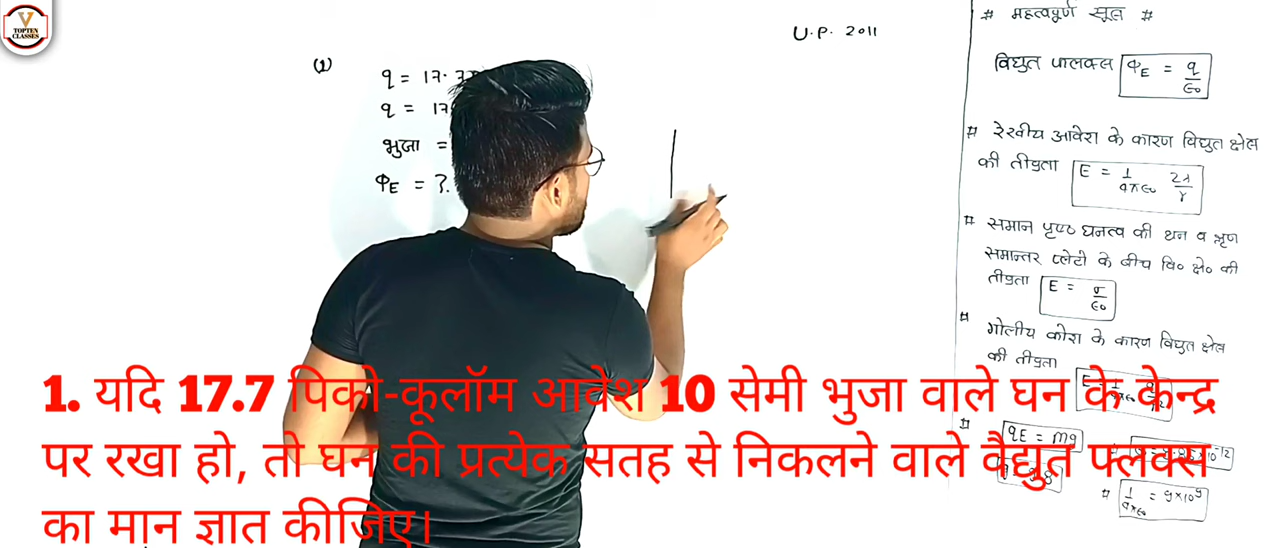 V
TOPTEN
CLASSES
U.P. 2011
(1)
q = 17.7
q = 17
भुजा =
ΦE = ?
# महत्वपूर्ण सूत्र #
विद्युत पालक्स ΦE = q/ε₀
# रेखीय आवेश के कारण विद्युत क्षेत्र
की तीव्रता E = 1/4πε₀ 2λ/r
# समान पृष्ठ घनत्व की धन व ऋण
समान्तर प्लेटो के बीच वि० क्षे० की
तीव्रता E = σ/ε₀
# गोलीय कोश के कारण विद्युत क्षेत्र
की तीव्रता
# qE = mg
# 1/4πε₀ = 9×10⁹
1. यदि 17.7 पिको-कूलॉम आवेश 10 सेमी भुजा वाले घन के केन्द्र
पर रखा हो, तो घन की प्रत्येक सतह से निकलने वाले वैद्युत फ्लक्स
का मान ज्ञात कीजिए।